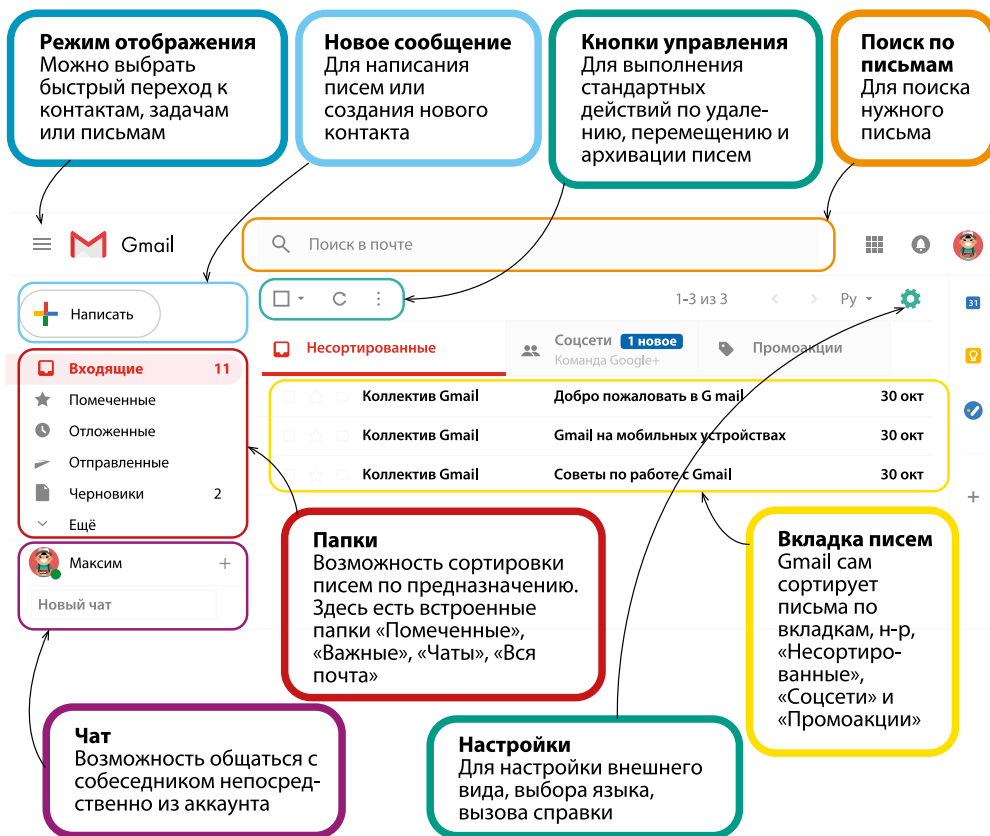 Режим отображения
Можно выбрать
быстрый переход к
контактам, задачам
или письмам
Новое сообщение
Для написания
писем или
создания нового
контакта
Кнопки управления
Для выполнения
стандартных
действий по удале-
нию, перемещению и
архивации писем
Поиск по
письмам
Для поиска
нужного
письма
Gmail
Поиск в почте
Написать
1-3 из 3
Ру
31
Несортированные
Соцсети 1 новое
Команда Google+
Промоакции
Входящие 11
Помеченные
Отложенные
Отправленные
Черновики 2
Ещё
Коллектив Gmail Добро пожаловать в G mail 30 окт
Коллектив Gmail Gmail на мобильных устройствах 30 окт
Коллектив Gmail Советы по работе с Gmail 30 окт
Максим +
Новый чат
Папки
Возможность сортировки
писем по предназначению.
Здесь есть встроенные
папки «Помеченные»,
«Важные», «Чаты», «Вся
почта»
Вкладка писем
Gmail сам
сортирует
письма по
вкладкам, н-р,
«Несортиро-
ванные»,
«Соцсети» и
«Промоакции»
Чат
Возможность общаться с
собеседником непосред-
ственно из аккаунта
Настройки
Для настройки внешнего
вида, выбора языка,
вызова справки